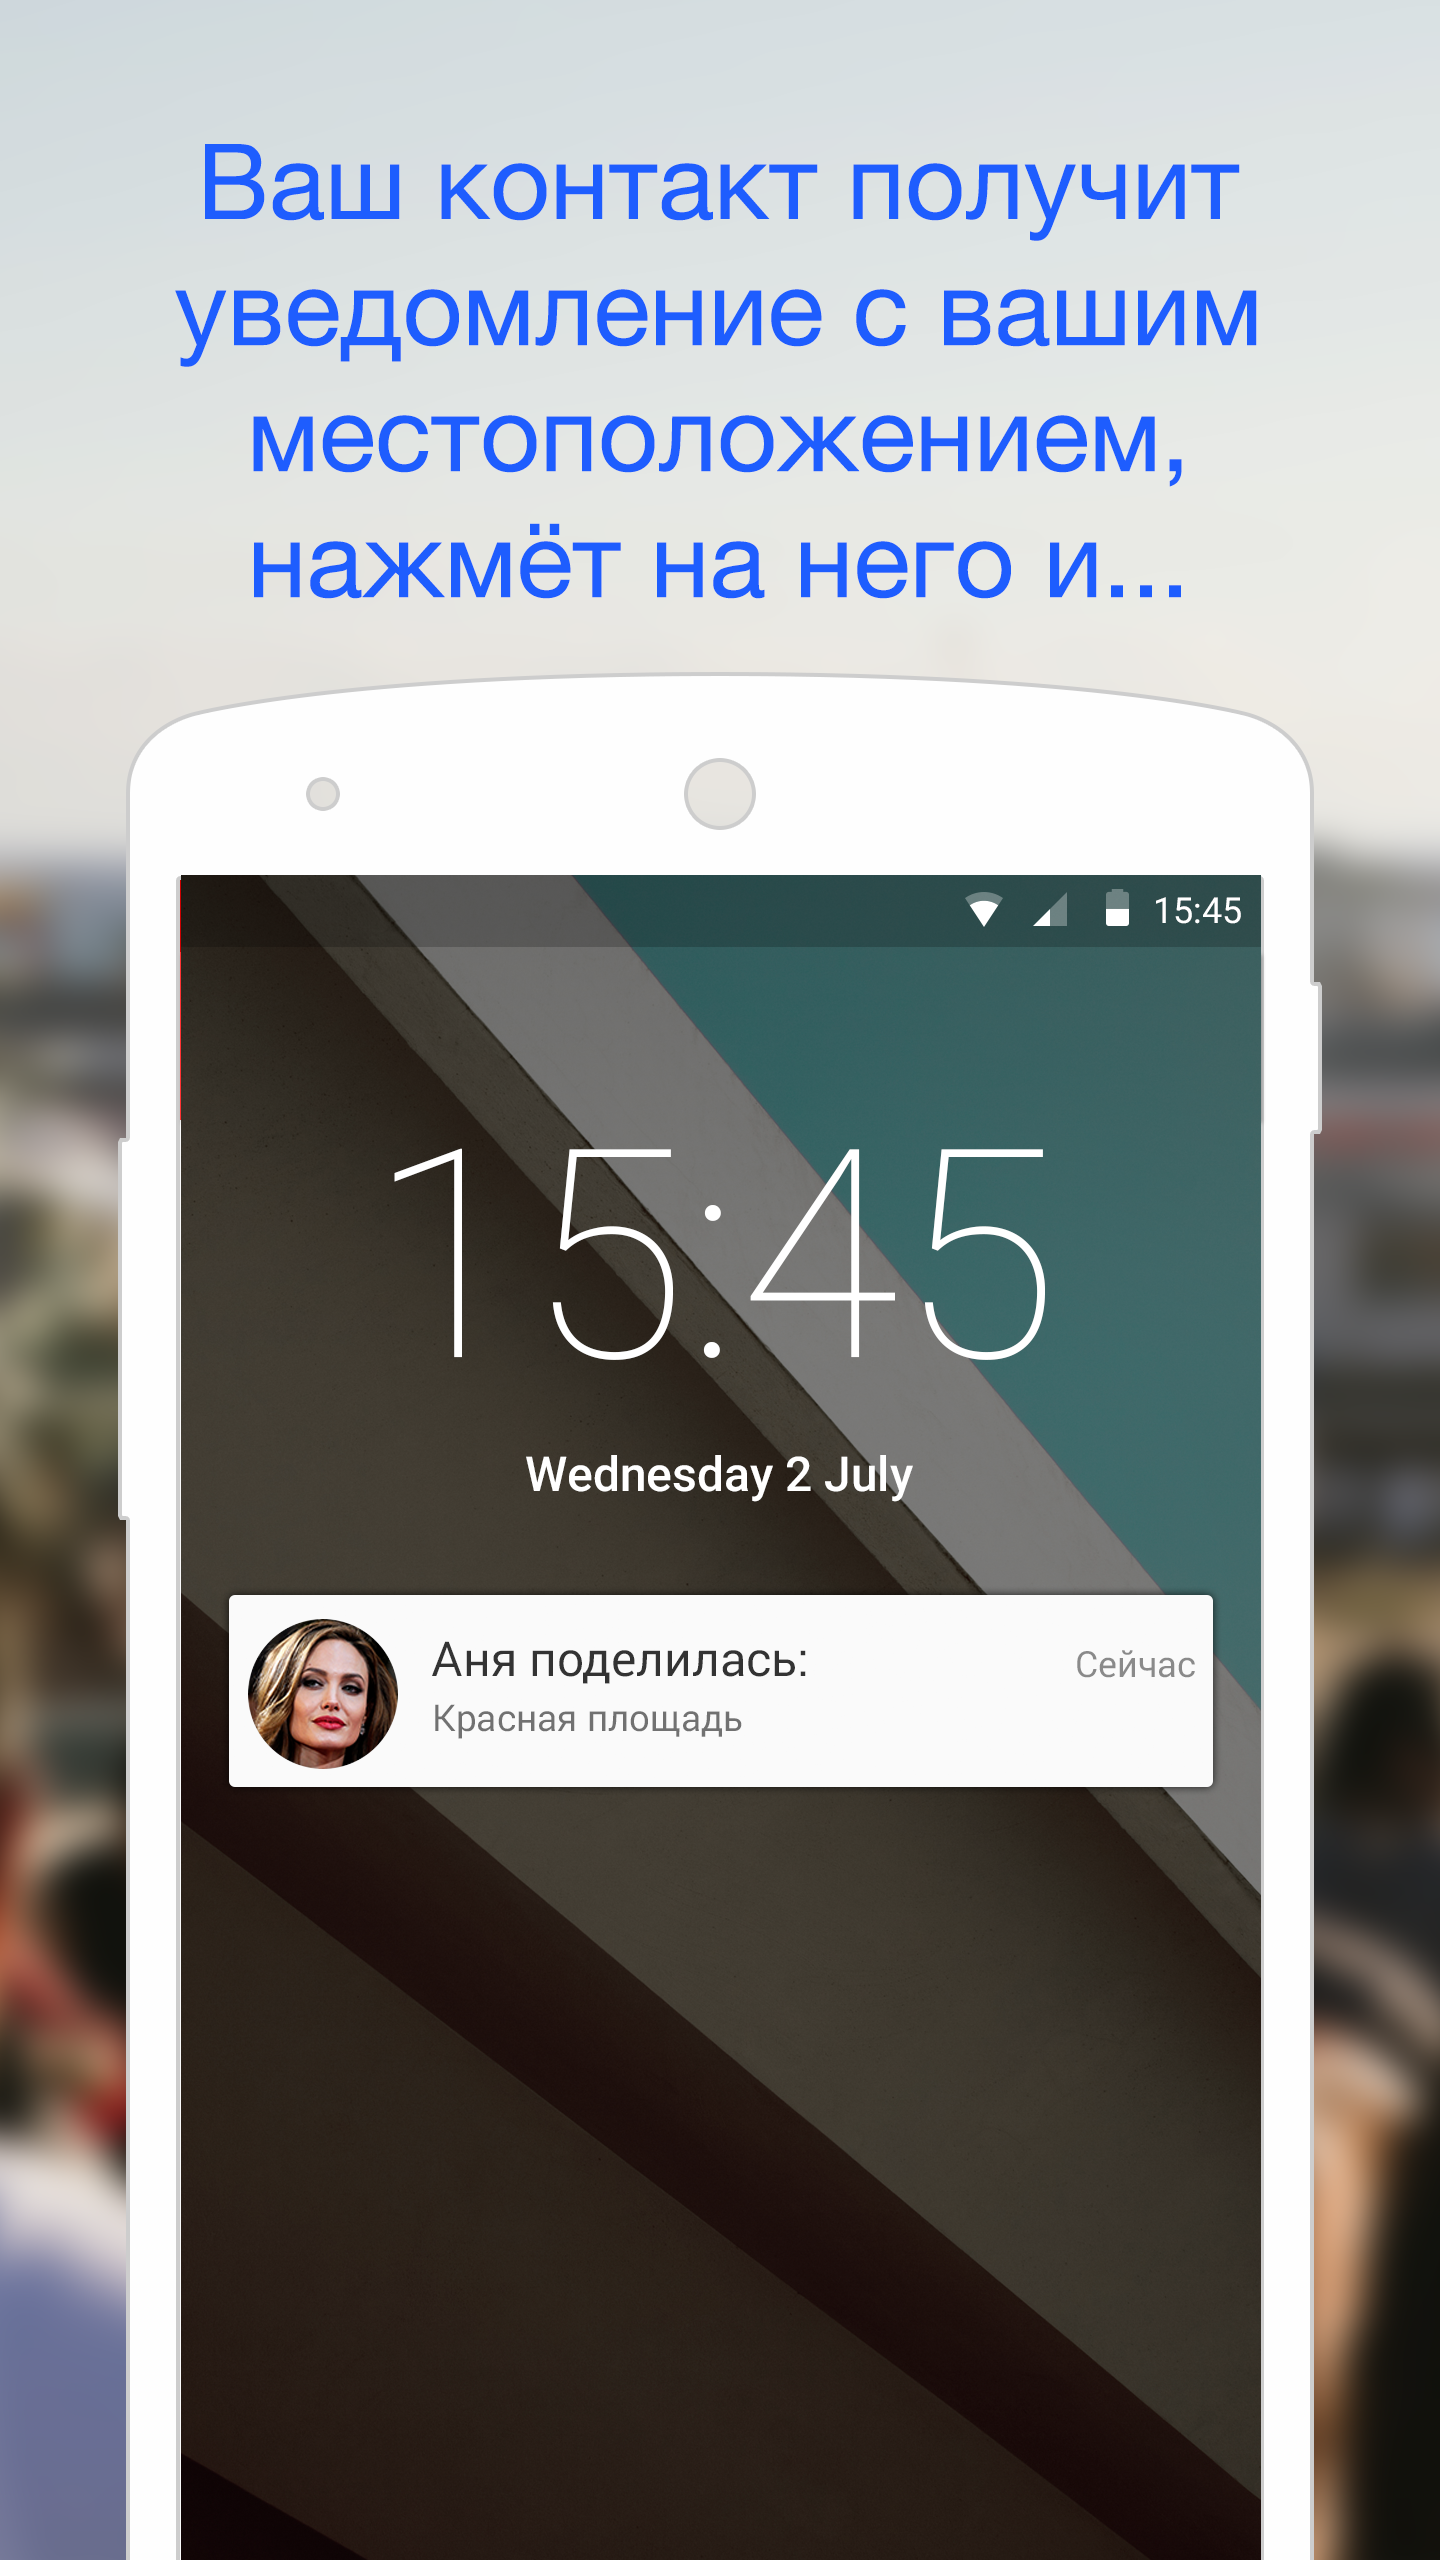 Ваш контакт получит
уведомление с вашим
местоположением,
нажмёт на него и...
15:45
15:45
Wednesday 2 July
Аня поделилась:
Сейчас
Красная площадь